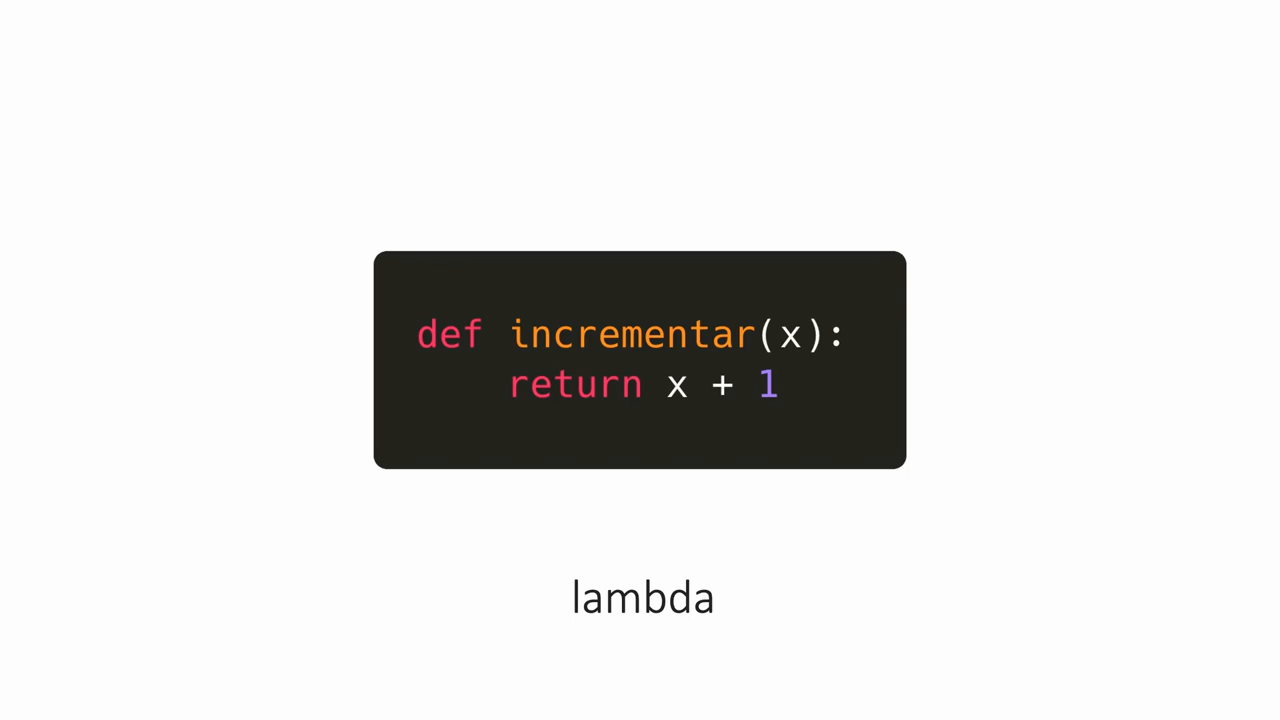 def incrementar(x):
    return x + 1
lambda